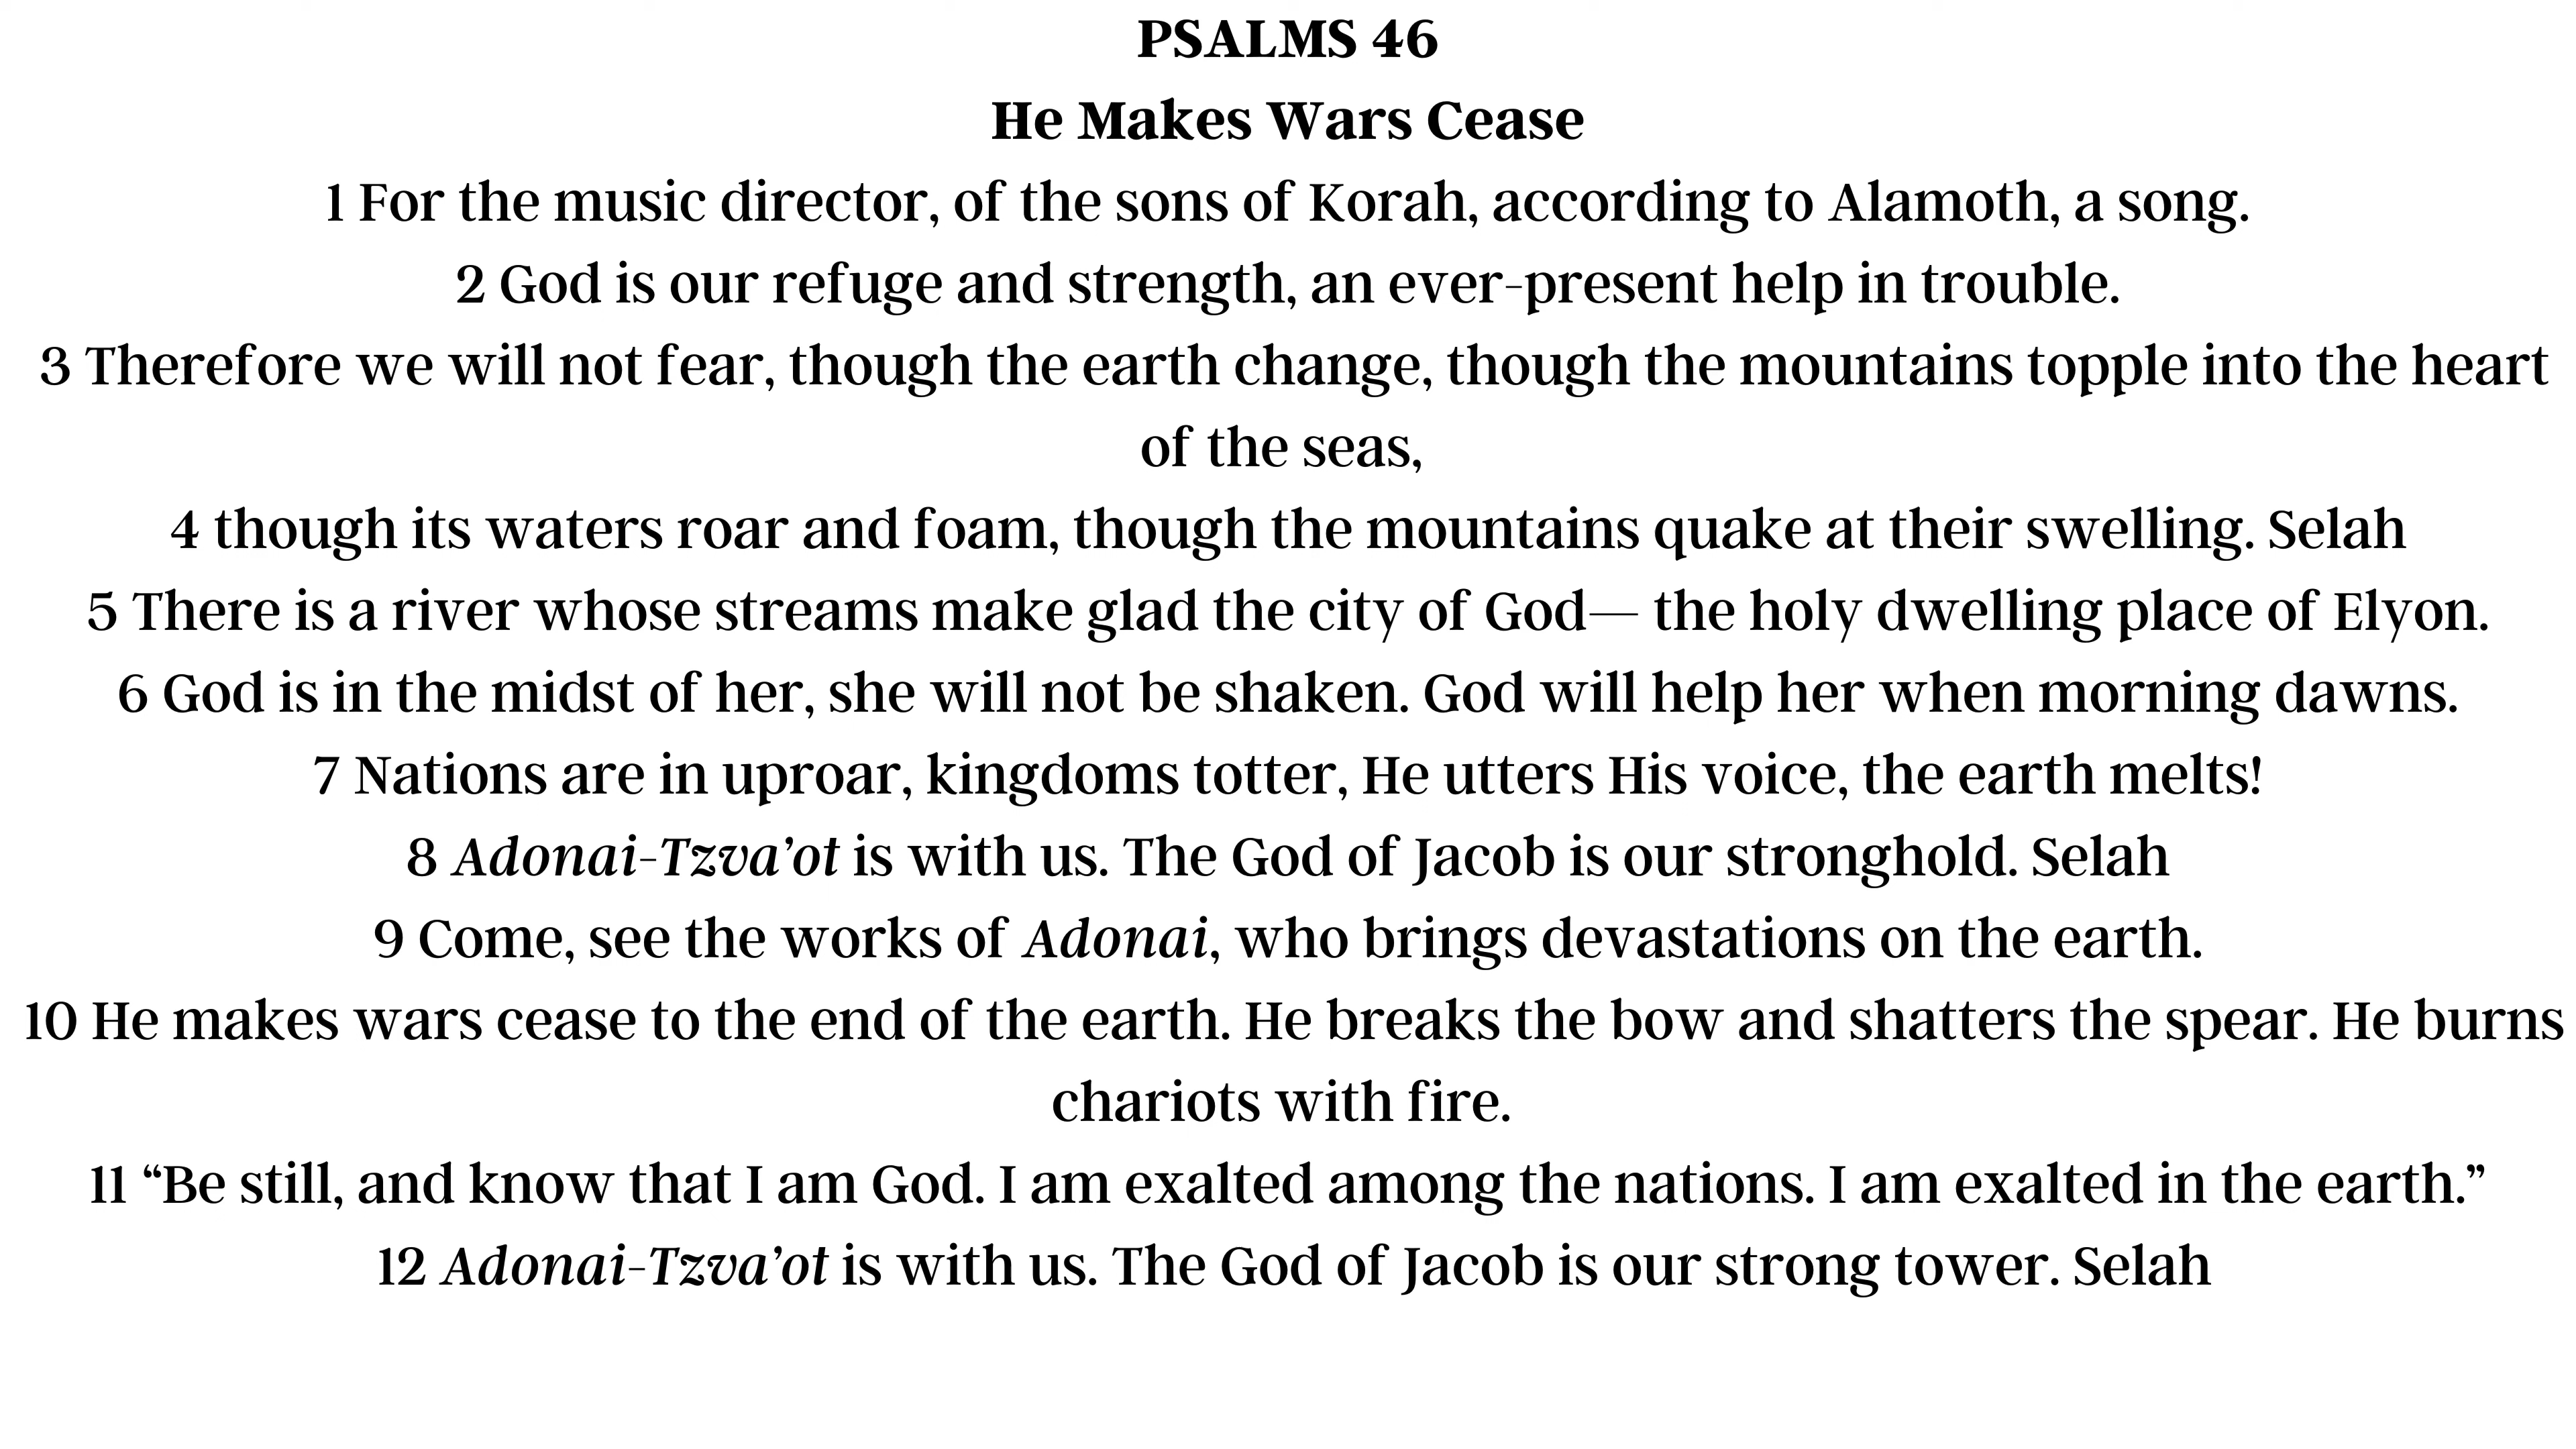 PSALMS 46
He Makes Wars Cease
1 For the music director, of the sons of Korah, according to Alamoth, a song.
2 God is our refuge and strength, an ever-present help in trouble.
3 Therefore we will not fear, though the earth change, though the mountains topple into the heart
of the seas,
4 though its waters roar and foam, though the mountains quake at their swelling. Selah
5 There is a river whose streams make glad the city of God— the holy dwelling place of Elyon.
6 God is in the midst of her, she will not be shaken. God will help her when morning dawns.
7 Nations are in uproar, kingdoms totter, He utters His voice, the earth melts!
8 Adonai-Tzva’ot is with us. The God of Jacob is our stronghold. Selah
9 Come, see the works of Adonai, who brings devastations on the earth.
10 He makes wars cease to the end of the earth. He breaks the bow and shatters the spear. He burns
chariots with fire.
11 “Be still, and know that I am God. I am exalted among the nations. I am exalted in the earth.”
12 Adonai-Tzva’ot is with us. The God of Jacob is our strong tower. Selah